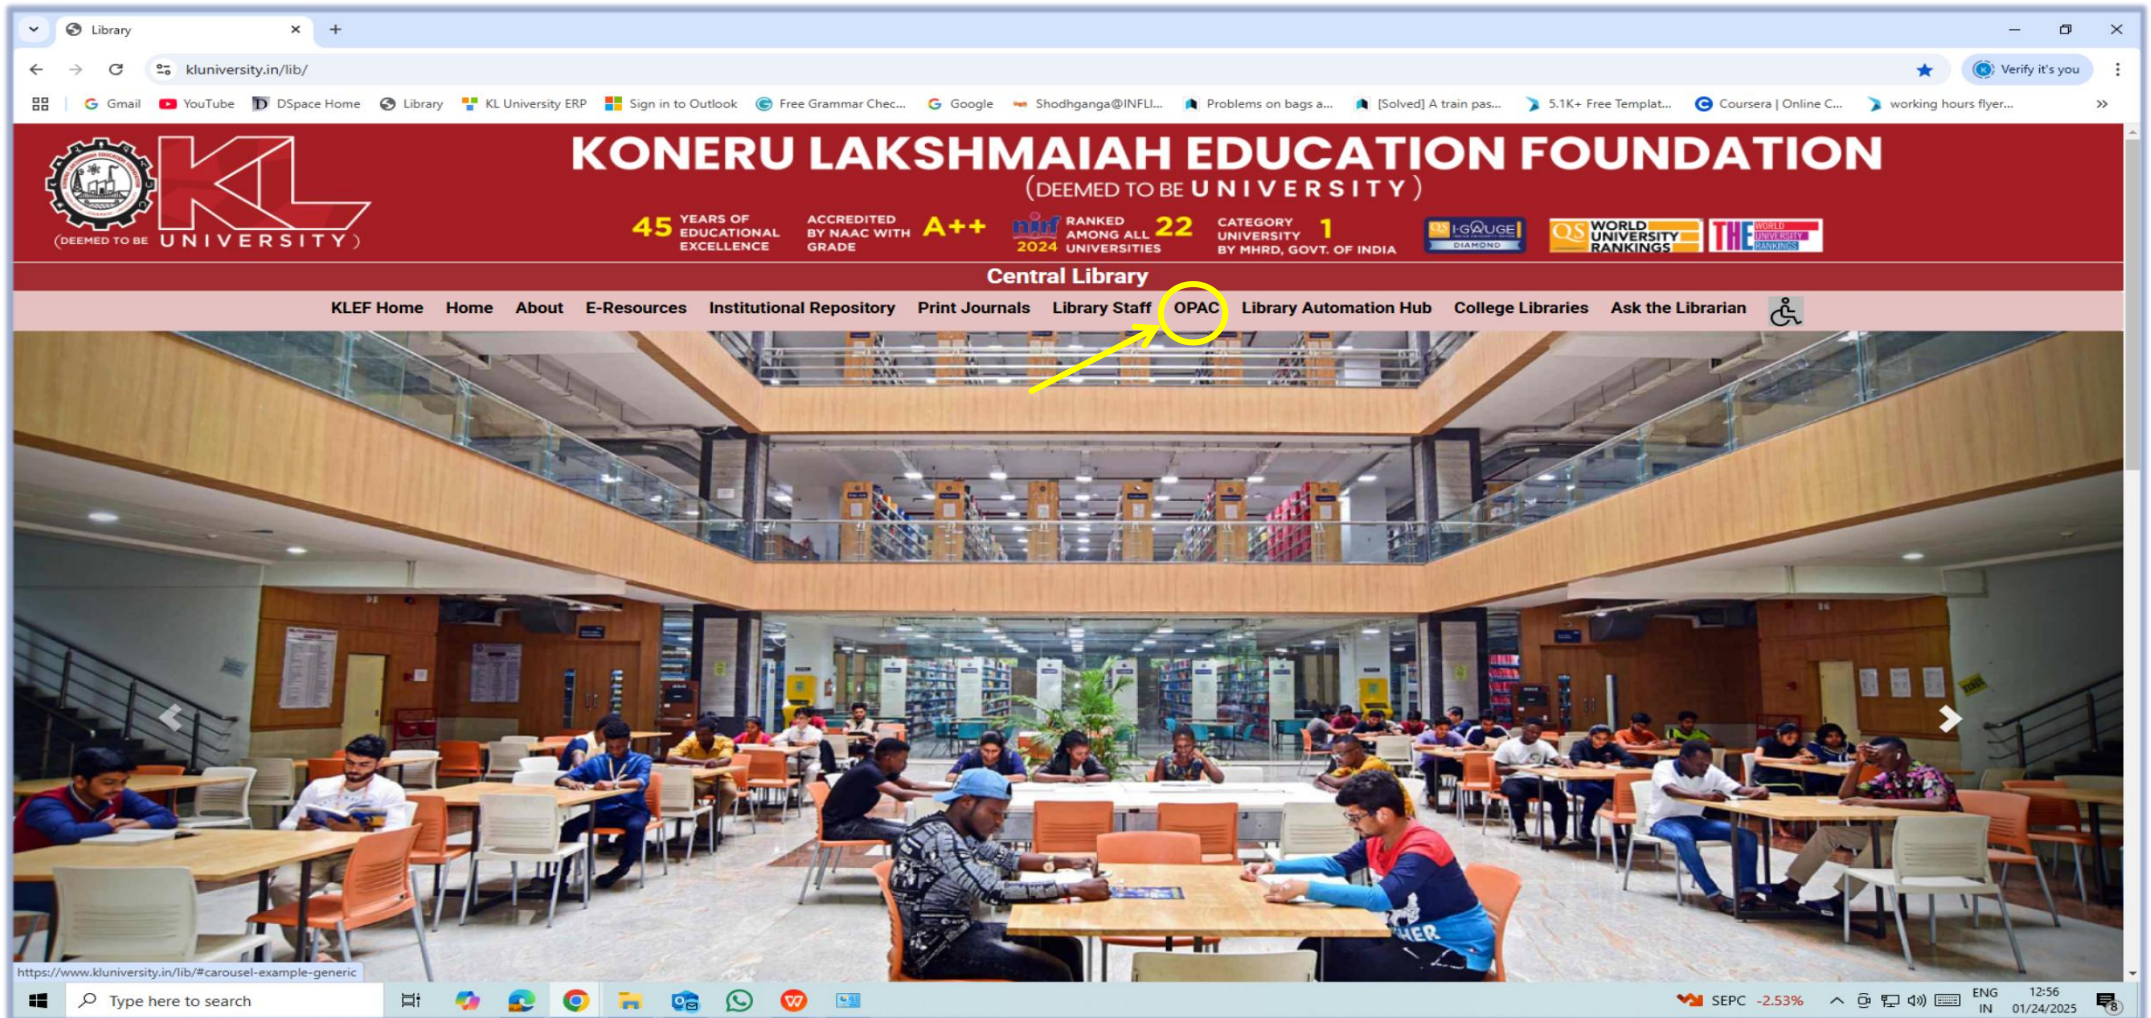 Library
kluniversity.in/lib/
Verify it's you
Gmail YouTube DSpace Home Library KL University ERP Sign in to Outlook Free Grammar Chec... Google Shodhganga@INFLI... Problems on bags a... [Solved] A train pas... 5.1K+ Free Templat... Coursera | Online C... working hours flyer...
KL
(DEEMED TO BE UNIVERSITY)
KONERU LAKSHMAIAH EDUCATION FOUNDATION
(DEEMED TO BE UNIVERSITY)
45 YEARS OF EDUCATIONAL EXCELLENCE
ACCREDITED BY NAAC WITH GRADE A++
nirf 2024 RANKED AMONG ALL UNIVERSITIES 22
CATEGORY UNIVERSITY 1 BY MHRD, GOVT. OF INDIA
QS I·GAUGE DIAMOND
QS WORLD UNIVERSITY RANKINGS
THE WORLD UNIVERSITY RANKINGS
Central Library
KLEF Home Home About E-Resources Institutional Repository Print Journals Library Staff OPAC Library Automation Hub College Libraries Ask the Librarian
https://www.kluniversity.in/lib/#carousel-example-generic
Type here to search
SEPC -2.53%
ENG
IN
12:56
01/24/2025
8